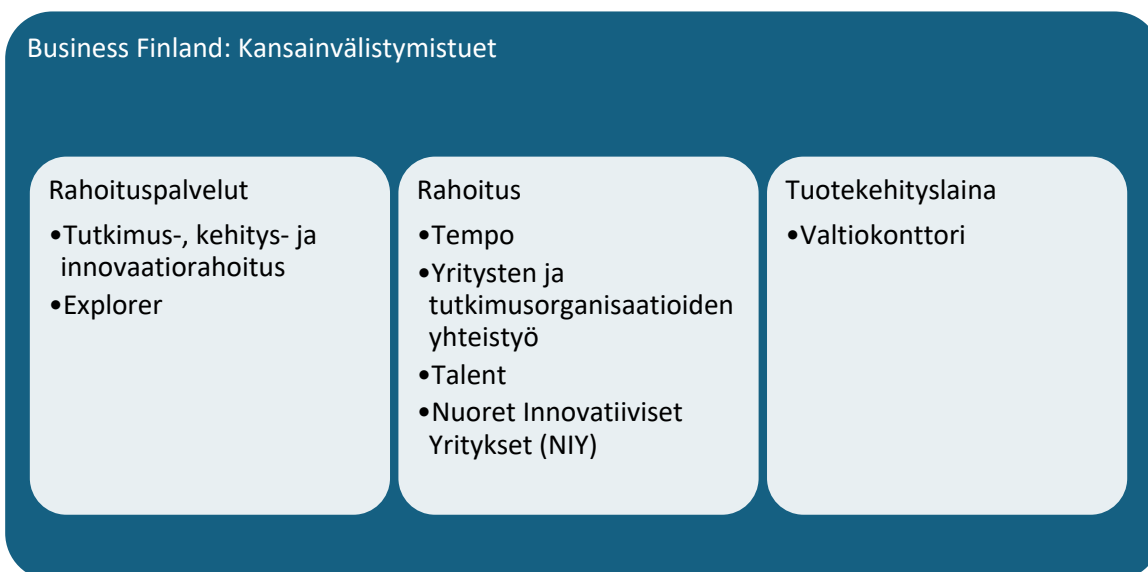 Business Finland: Kansainvälistymistuet
Rahoituspalvelut
•Tutkimus-, kehitys- ja
innovaatiorahoitus
•Explorer
Rahoitus
•Tempo
•Yritysten ja
tutkimusorganisaatioiden
yhteistyö
•Talent
•Nuoret Innovatiiviset
Yritykset (NIY)
Tuotekehityslaina
•Valtiokonttori